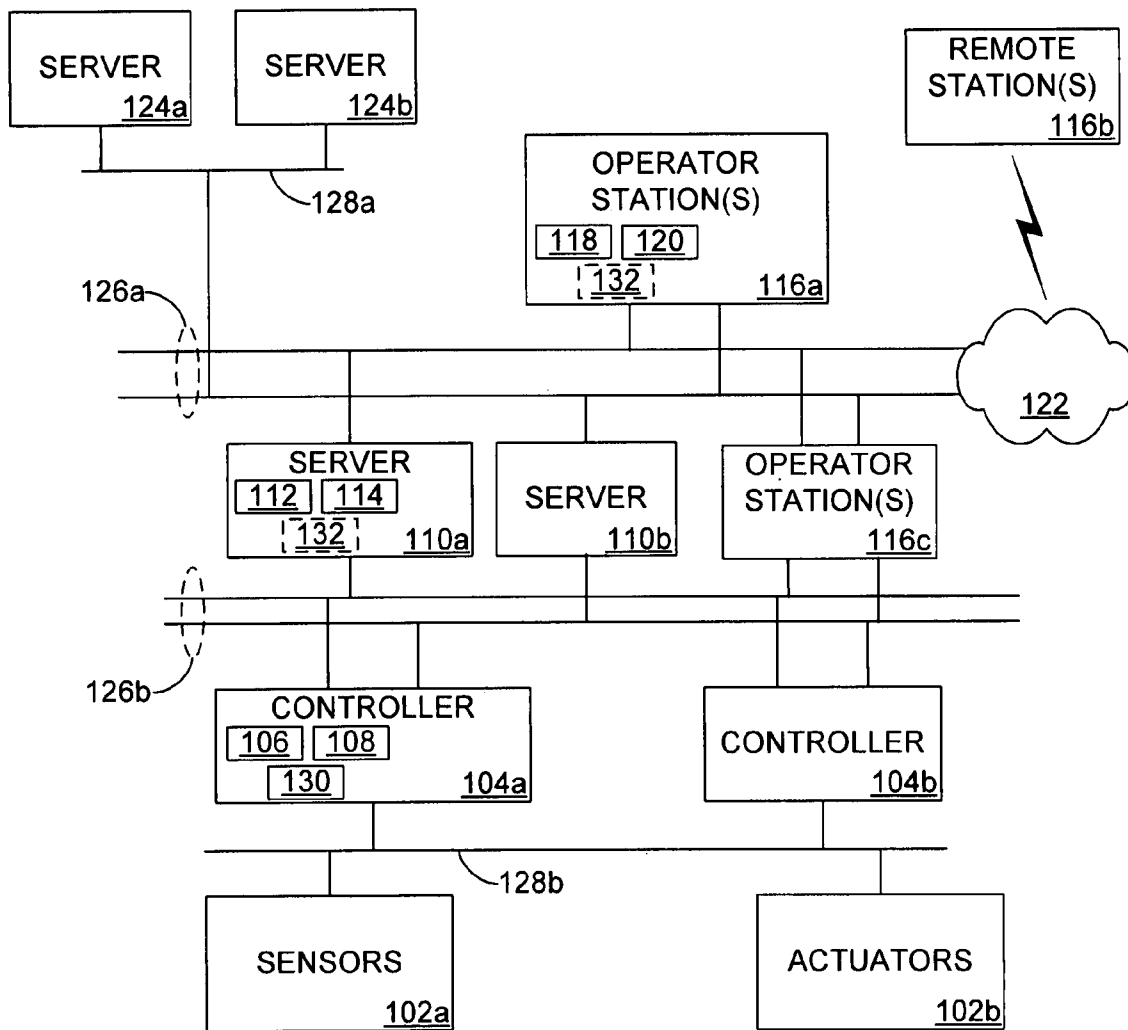 SERVER
124a
SERVER
124b
REMOTE
STATION(S)
116b
128a
OPERATOR
STATION(S)
118
120
132
116a
126a
122
SERVER
112
114
132
110a
SERVER
110b
OPERATOR
STATION(S)
116c
126b
CONTROLLER
106
108
130
104a
CONTROLLER
104b
128b
SENSORS
102a
ACTUATORS
102b